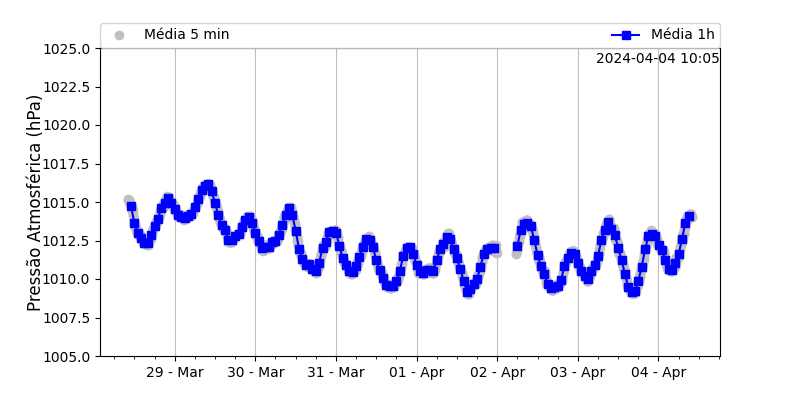 Média 5 min
Média 1h
2024-04-04 10:05
Pressão Atmosférica (hPa)
1025.0
1022.5
1020.0
1017.5
1015.0
1012.5
1010.0
1007.5
1005.0
29 - Mar
30 - Mar
31 - Mar
01 - Apr
02 - Apr
03 - Apr
04 - Apr